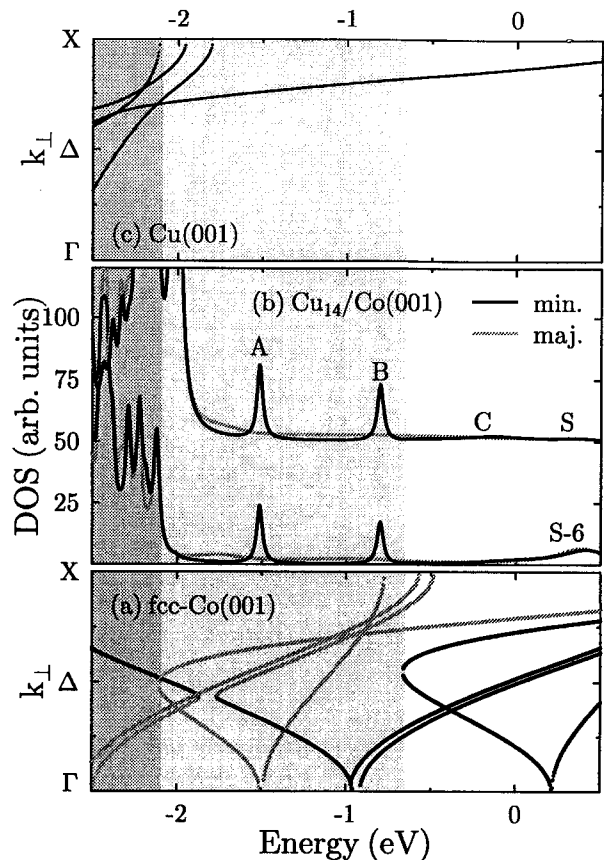 -2 -1 0
X
k⊥ Δ
(c) Cu(001)
Γ
DOS (arb. units)
100
75
50
25
(b) Cu₁₄/Co(001)
min.
maj.
A
B
C S
S-6
X
(a) fcc-Co(001)
k⊥ Δ
Γ
-2 -1 0
Energy (eV)